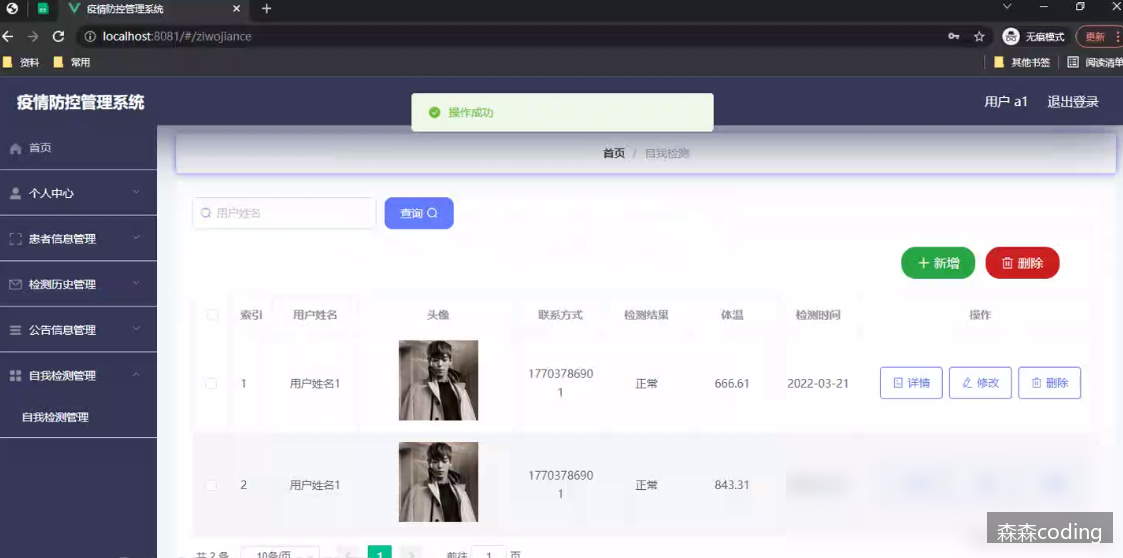 疫情防控管理系统
localhost:8081/#/ziwojiance
无痕模式
更新
资料
常用
其他书签
阅读清单
疫情防控管理系统
操作成功
用户 a1
退出登录
首页
首页 / 自我检测
个人中心
用户姓名
查询
患者信息管理
新增
删除
检测历史管理
索引 用户姓名 头像 联系方式 检测结果 体温 检测时间 操作
公告信息管理
自我检测管理
1 用户姓名1 1770378690
1 正常 666.61 2022-03-21 详情 修改 删除
自我检测管理
2 用户姓名1 1770378690
1 正常 843.31
共 2 条 10条/页 1 前往 1 页
森森coding